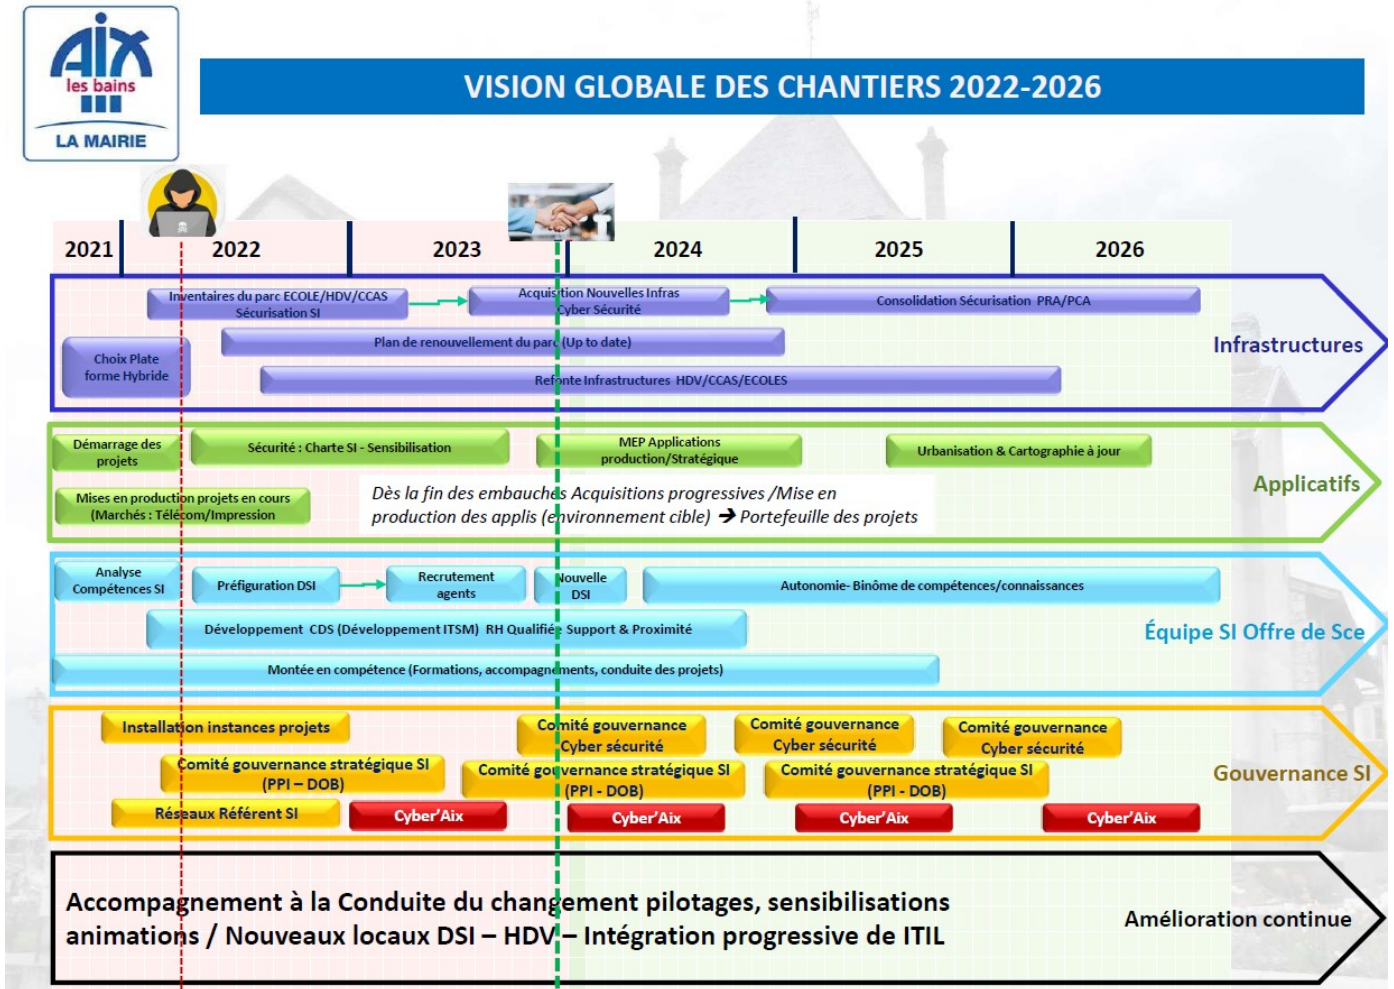 AIX
les bains
LA MAIRIE
VISION GLOBALE DES CHANTIERS 2022-2026
2021
2022
2023
2024
2025
2026
Inventaires du parc ECOLE/HDV/CCAS
Sécurisation SI
Acquisition Nouvelles Infras
Cyber Sécurité
Consolidation Sécurisation PRA/PCA
Plan de renouvellement du parc (Up to date)
Choix Plate
forme Hybride
Refonte Infrastructures HDV/CCAS/ECOLES
Infrastructures
Démarrage des
projets
Sécurité : Charte SI - Sensibilisation
MEP Applications
production/Stratégique
Urbanisation & Cartographie à jour
Mises en production projets en cours
(Marchés : Télécom/Impression
Dès la fin des embauches Acquisitions progressives /Mise en
production des applis (environnement cible) ➔ Portefeuille des projets
Applicatifs
Analyse
Compétences SI
Préfiguration DSI
Recrutement
agents
Nouvelle
DSI
Autonomie- Binôme de compétences/connaissances
Développement CDS (Développement ITSM) RH Qualifiée Support & Proximité
Montée en compétence (Formations, accompagnements, conduite des projets)
Équipe SI Offre de Sce
Installation instances projets
Comité gouvernance
Cyber sécurité
Comité gouvernance
Cyber sécurité
Comité gouvernance
Cyber sécurité
Comité gouvernance stratégique SI
(PPI – DOB)
Comité gouvernance stratégique SI
(PPI - DOB)
Comité gouvernance stratégique SI
(PPI - DOB)
Réseaux Référent SI
Cyber'Aix
Cyber'Aix
Cyber'Aix
Cyber'Aix
Gouvernance SI
Accompagnement à la Conduite du changement pilotages, sensibilisations
animations / Nouveaux locaux DSI – HDV – Intégration progressive de ITIL
Amélioration continue